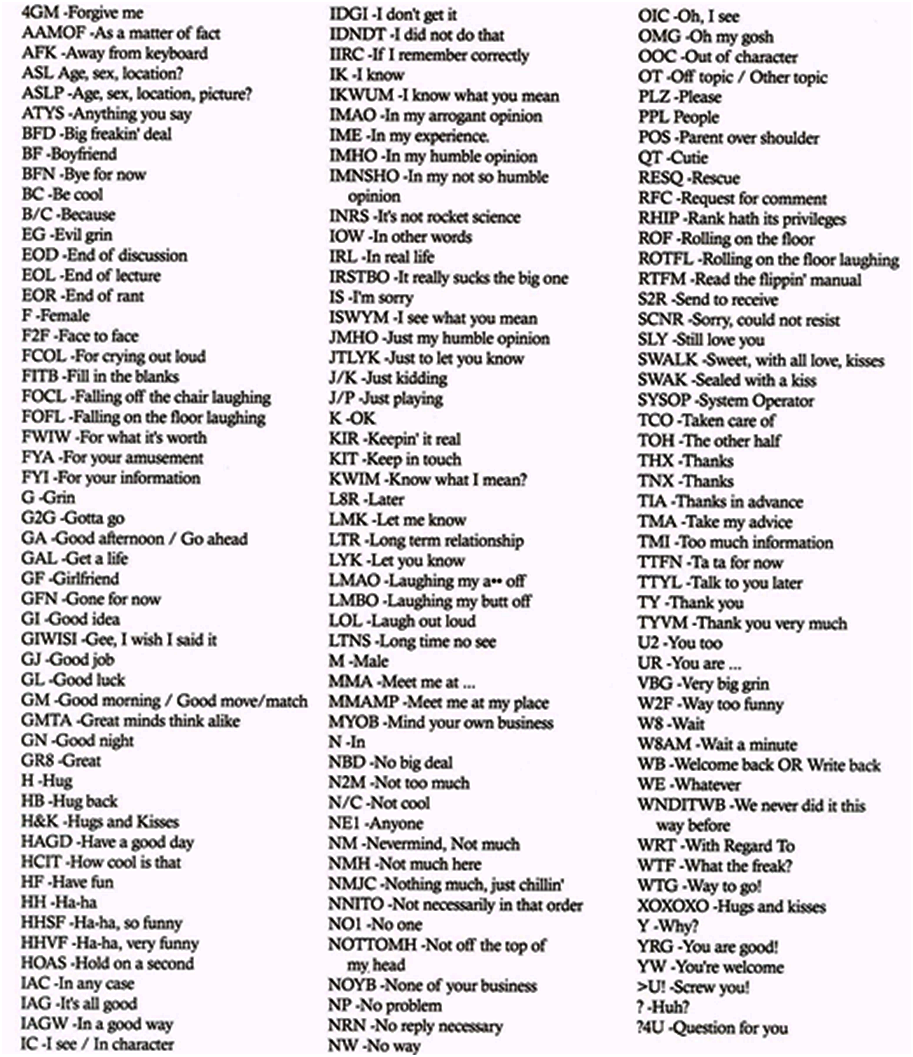 4GM -Forgive me
AAMOF -As a matter of fact
AFK -Away from keyboard
ASL Age, sex, location?
ASLP -Age, sex, location, picture?
ATYS -Anything you say
BFD -Big freakin' deal
BF -Boyfriend
BFN -Bye for now
BC -Be cool
B/C -Because
EG -Evil grin
EOD -End of discussion
EOL -End of lecture
EOR -End of rant
F -Female
F2F -Face to face
FCOL -For crying out loud
FITB -Fill in the blanks
FOCL -Falling off the chair laughing
FOFL -Falling on the floor laughing
FWIW -For what it's worth
FYA -For your amusement
FYI -For your information
G -Grin
G2G -Gotta go
GA -Good afternoon / Go ahead
GAL -Get a life
GF -Girlfriend
GFN -Gone for now
GI -Good idea
GIWISI -Gee, I wish I said it
GJ -Good job
GL -Good luck
GM -Good morning / Good move/match
GMTA -Great minds think alike
GN -Good night
GR8 -Great
H -Hug
HB -Hug back
H&K -Hugs and Kisses
HAGD -Have a good day
HCIT -How cool is that
HF -Have fun
HH -Ha-ha
HHSF -Ha-ha, so funny
HHVF -Ha-ha, very funny
HOAS -Hold on a second
IAC -In any case
IAG -It's all good
IAGW -In a good way
IC -I see / In character
IDGI -I don't get it
IDNDT -I did not do that
IIRC -If I remember correctly
IK -I know
IKWUM -I know what you mean
IMAO -In my arrogant opinion
IME -In my experience.
IMHO -In my humble opinion
IMNSHO -In my not so humble
opinion
INRS -It's not rocket science
IOW -In other words
IRL -In real life
IRSTBO -It really sucks the big one
IS -I'm sorry
ISWYM -I see what you mean
JMHO -Just my humble opinion
JTLYK -Just to let you know
J/K -Just kidding
J/P -Just playing
K -OK
KIR -Keepin' it real
KIT -Keep in touch
KWIM -Know what I mean?
L8R -Later
LMK -Let me know
LTR -Long term relationship
LYK -Let you know
LMAO -Laughing my a•• off
LMBO -Laughing my butt off
LOL -Laugh out loud
LTNS -Long time no see
M -Male
MMA -Meet me at ...
MMAMP -Meet me at my place
MYOB -Mind your own business
N -In
NBD -No big deal
N2M -Not too much
N/C -Not cool
NE1 -Anyone
NM -Nevermind, Not much
NMH -Not much here
NMJC -Nothing much, just chillin'
NNITO -Not necessarily in that order
NO1 -No one
NOTTOMH -Not off the top of
my head
NOYB -None of your business
NP -No problem
NRN -No reply necessary
NW -No way
OIC -Oh, I see
OMG -Oh my gosh
OOC -Out of character
OT -Off topic / Other topic
PLZ -Please
PPL People
POS -Parent over shoulder
QT -Cutie
RESQ -Rescue
RFC -Request for comment
RHIP -Rank hath its privileges
ROF -Rolling on the floor
ROTFL -Rolling on the floor laughing
RTFM -Read the flippin' manual
S2R -Send to receive
SCNR -Sorry, could not resist
SLY -Still love you
SWALK -Sweet, with all love, kisses
SWAK -Sealed with a kiss
SYSOP -System Operator
TCO -Taken care of
TOH -The other half
THX -Thanks
TNX -Thanks
TIA -Thanks in advance
TMA -Take my advice
TMI -Too much information
TTFN -Ta ta for now
TTYL -Talk to you later
TY -Thank you
TYVM -Thank you very much
U2 -You too
UR -You are ...
VBG -Very big grin
W2F -Way too funny
W8 -Wait
W8AM -Wait a minute
WB -Welcome back OR Write back
WE -Whatever
WNDITWB -We never did it this
way before
WRT -With Regard To
WTF -What the freak?
WTG -Way to go!
XOXOXO -Hugs and kisses
Y -Why?
YRG -You are good!
YW -You're welcome
>U! -Screw you!
? -Huh?
?4U -Question for you